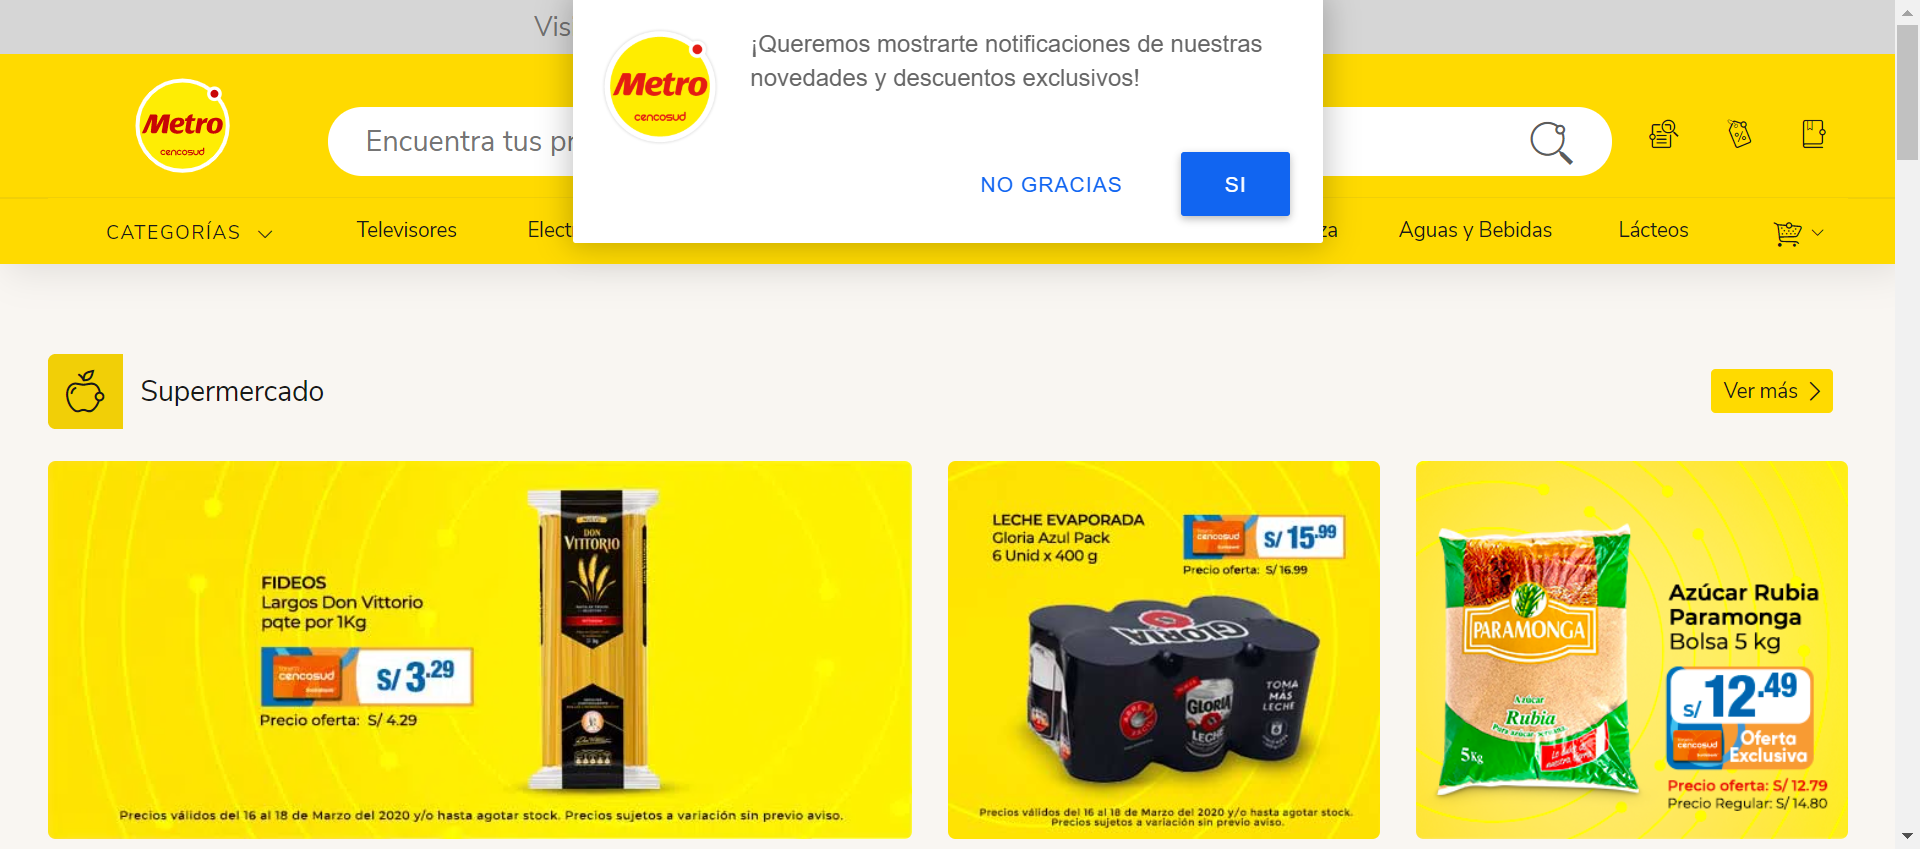 Vis
Metro
cencosud
¡Queremos mostrarte notificaciones de nuestras
novedades y descuentos exclusivos!
NO GRACIAS
SI
Metro
cencosud
Encuentra tus pr
CATEGORÍAS
Televisores
Elect
za
Aguas y Bebidas
Lácteos
Supermercado
Ver más
FIDEOS
Largos Don Vittorio
pqte por 1Kg
cencosud
S/ 3.29
Precio oferta: S/ 4.29
DON
VITTORIO
Precios válidos del 16 al 18 de Marzo del 2020 y/o hasta agotar stock. Precios sujetos a variación sin previo aviso.
LECHE EVAPORADA
Gloria Azul Pack
6 Unid x 400 g
cencosud
S/ 15.99
Precio oferta: S/ 16.99
GLORIA
GLORIA
LECHE
TOMA
MÁS
LECHE
Precios válidos del 16 al 18 de Marzo del 2020 y/o hasta agotar stock.
Precios sujetos a variación sin previo aviso.
PARAMONGA
Azúcar
Rubia
5 Kg
Azúcar Rubia
Paramonga
Bolsa 5 kg
S/ 12.49
cencosud
Oferta
Exclusiva
Precio oferta: S/ 12.79
Precio Regular: S/ 14.80